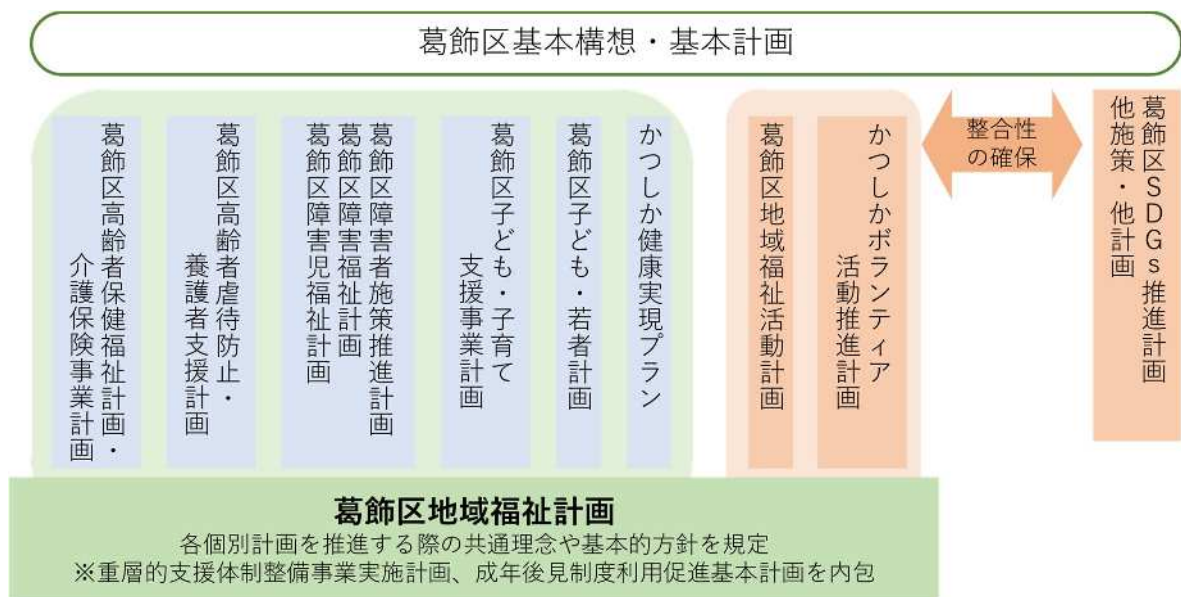 葛飾区基本構想・基本計画
葛飾区高齢者保健福祉計画・
介護保険事業計画
葛飾区高齢者虐待防止・
養護者支援計画
葛飾区障害者施策推進計画
葛飾区障害福祉計画
葛飾区障害児福祉計画
葛飾区子ども・子育て
支援事業計画
葛飾区子ども・若者計画
かつしか健康実現プラン
葛飾区地域福祉活動計画
かつしかボランティア
活動推進計画
整合性
の確保
葛飾区SDGs推進計画
他施策・他計画
葛飾区地域福祉計画
各個別計画を推進する際の共通理念や基本的方針を規定
※重層的支援体制整備事業実施計画、成年後見制度利用促進基本計画を内包